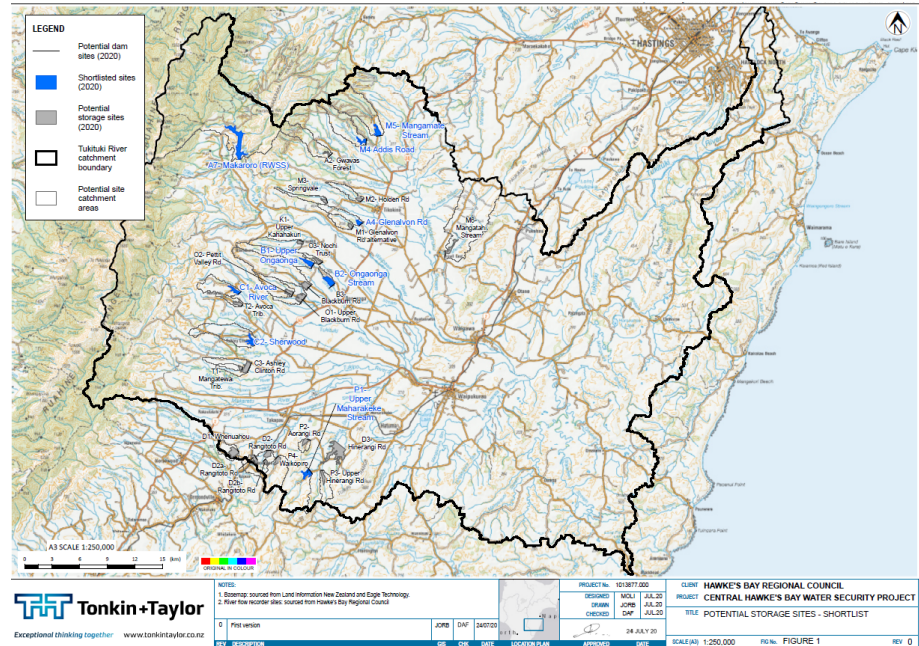 LEGEND
Potential dam
sites (2020)
Shortlisted sites
(2020)
Potential
storage sites
(2020)
Tukituki River
catchment
boundary
Potential site
catchment
areas
N
HASTINGS
M5- Mangamate
Stream
M4 Addis Road
A7- Makaroro (RWSS)
A2- Gwavas
Forest
M3-
Springvale
M2- Holden Rd
A4-Glenalvon Rd
M1- Glenalvon
Rd alternative
M6-
Mangatahi
Stream
K1-
Upper
Kahahakuri
O3- Nochi
Trust
B1- Upper
Ongaonga
O2- Pettit
Valley Rd
B2- Ongaonga
Stream
C1- Avoca
River
B3-
Blackburn Rd
T2- Avoca
Trib
O1- Upper
Blackburn Rd
C2- Sherwood
C3- Ashley
Clinton Rd
T1-
Mangatewa
Trib
Waipawa
Waipukurau
P1-
Upper
Maharakeke
Stream
P2-
Aorangi Rd
D1- Whenuahou
D2-
Rangitoto Rd
D3-
Hinerangi Rd
P4-
Waikopiro
D2a-
Rangitoto Rd
D2b-
Rangitoto Rd
P3- Upper
Hinerangi Rd
A3 SCALE 1:250,000
0 3 6 9 12 15 (km)
ORIGINAL IN COLOUR
Tonkin+Taylor
Exceptional thinking together www.tonkintaylor.co.nz
NOTES:
1. Basemap: sourced from Land Information New Zealand and Eagle Technology.
2. River flow recorder sites: sourced from Hawke's Bay Regional Council
0 First version JORB DAF 24/07/20
REV DESCRIPTION GIS CHK DATE
LOCATION PLAN
PROJECT No. 1013877.000
DESIGNED MOLI JUL.20
DRAWN JORB JUL.20
CHECKED DAF JUL.20
24 JULY 20
APPROVED DATE
CLIENT HAWKE'S BAY REGIONAL COUNCIL
PROJECT CENTRAL HAWKE'S BAY WATER SECURITY PROJECT
TITLE POTENTIAL STORAGE SITES - SHORTLIST
SCALE (A3) 1:250,000 FIG No. FIGURE 1 REV 0